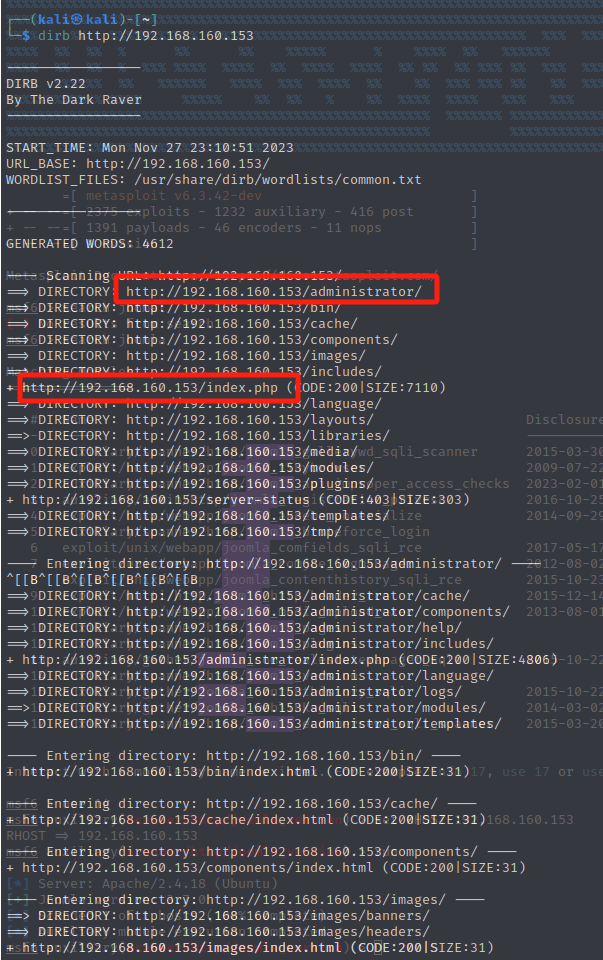 ┌──(kali㉿kali)-[~]
└─$ dirb http://192.168.160.153
-----------------
DIRB v2.22
By The Dark Raver
-----------------
START_TIME: Mon Nov 27 23:10:51 2023
URL_BASE: http://192.168.160.153/
WORDLIST_FILES: /usr/share/dirb/wordlists/common.txt
=[ metasploit v6.3.42-dev ]
+ -- --=[ 2375 exploits - 1232 auxiliary - 416 post ]
+ -- --=[ 1391 payloads - 46 encoders - 11 nops ]
GENERATED WORDS: 4612
---- Scanning URL: http://192.168.160.153/ ----
==> DIRECTORY: http://192.168.160.153/administrator/
==> DIRECTORY: http://192.168.160.153/bin/
==> DIRECTORY: http://192.168.160.153/cache/
==> DIRECTORY: http://192.168.160.153/components/
==> DIRECTORY: http://192.168.160.153/images/
==> DIRECTORY: http://192.168.160.153/includes/
+ http://192.168.160.153/index.php (CODE:200|SIZE:7110)
==> DIRECTORY: http://192.168.160.153/language/
==> DIRECTORY: http://192.168.160.153/layouts/ Disclosure
==> DIRECTORY: http://192.168.160.153/libraries/
==> DIRECTORY: http://192.168.160.153/media/ 2015-03-30
==> DIRECTORY: http://192.168.160.153/modules/ 2009-07-22
==> DIRECTORY: http://192.168.160.153/plugins/ 2023-02-01
+ http://192.168.160.153/server-status (CODE:403|SIZE:303) 2016-10-25
==> DIRECTORY: http://192.168.160.153/templates/ 2014-09-29
==> DIRECTORY: http://192.168.160.153/tmp/
6 exploit/unix/webapp/joomla_comfields_sqli_rce 2017-05-17
---- Entering directory: http://192.168.160.153/administrator/ ----
^[[B^[[B^[[B^[[B^[[B^[[B joomla_contenthistory_sqli_rce 2015-10-23
==> DIRECTORY: http://192.168.160.153/administrator/cache/ 2015-12-14
==> DIRECTORY: http://192.168.160.153/administrator/components/ 2013-08-01
==> DIRECTORY: http://192.168.160.153/administrator/help/
==> DIRECTORY: http://192.168.160.153/administrator/includes/
+ http://192.168.160.153/administrator/index.php (CODE:200|SIZE:4806)
==> DIRECTORY: http://192.168.160.153/administrator/language/
==> DIRECTORY: http://192.168.160.153/administrator/logs/ 2015-10-22
==> DIRECTORY: http://192.168.160.153/administrator/modules/ 2014-03-02
==> DIRECTORY: http://192.168.160.153/administrator/templates/ 2015-03-20
---- Entering directory: http://192.168.160.153/bin/ ----
+ http://192.168.160.153/bin/index.html (CODE:200|SIZE:31) 17, use 17 or use
---- Entering directory: http://192.168.160.153/cache/ ----
+ http://192.168.160.153/cache/index.html (CODE:200|SIZE:31)
RHOST => 192.168.160.153
---- Entering directory: http://192.168.160.153/components/ ----
+ http://192.168.160.153/components/index.html (CODE:200|SIZE:31)
[*] Server: Apache/2.4.18 (Ubuntu)
---- Entering directory: http://192.168.160.153/images/ ----
==> DIRECTORY: http://192.168.160.153/images/banners/
==> DIRECTORY: http://192.168.160.153/images/headers/
+ http://192.168.160.153/images/index.html (CODE:200|SIZE:31)